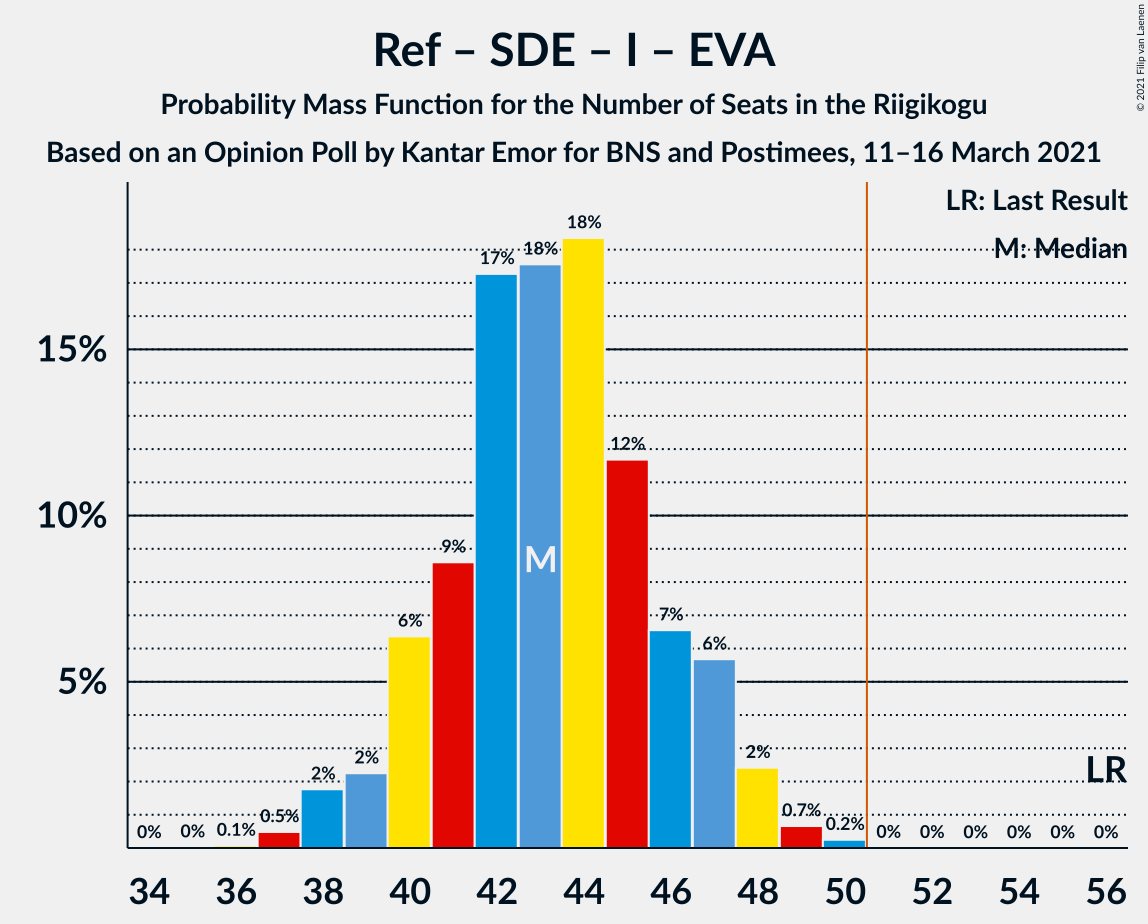 Ref – SDE – I – EVA
Probability Mass Function for the Number of Seats in the Riigikogu
Based on an Opinion Poll by Kantar Emor for BNS and Postimees, 11–16 March 2021
© 2021 Filip van Laenen
LR: Last Result
M: Median
15%
10%
5%
0% 0% 0.1% 0.5% 2% 2% 6% 9% 17% 18% 18% 12% 7% 6% 2% 0.7% 0.2% 0% 0% 0% 0% 0% 0%
M
LR
34 36 38 40 42 44 46 48 50 52 54 56